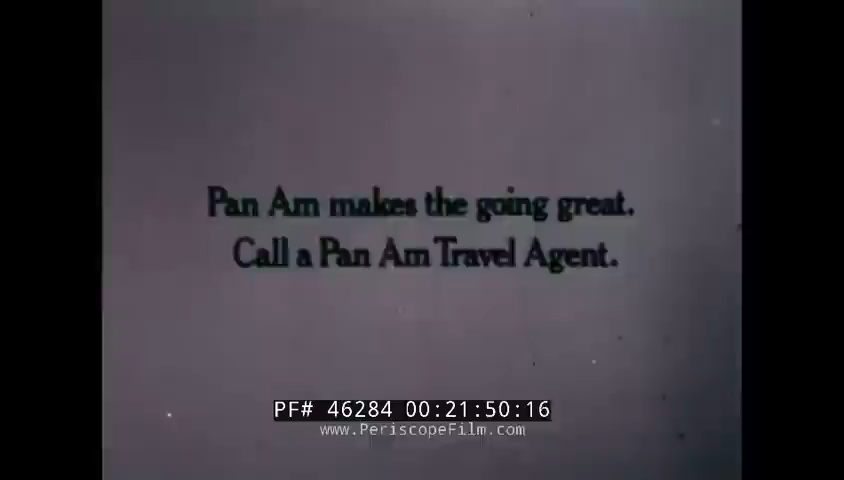 Pan Am makes the going great.
Call a Pan Am Travel Agent.
PF# 46284 00:21:50:16
www.PeriscopeFilm.com